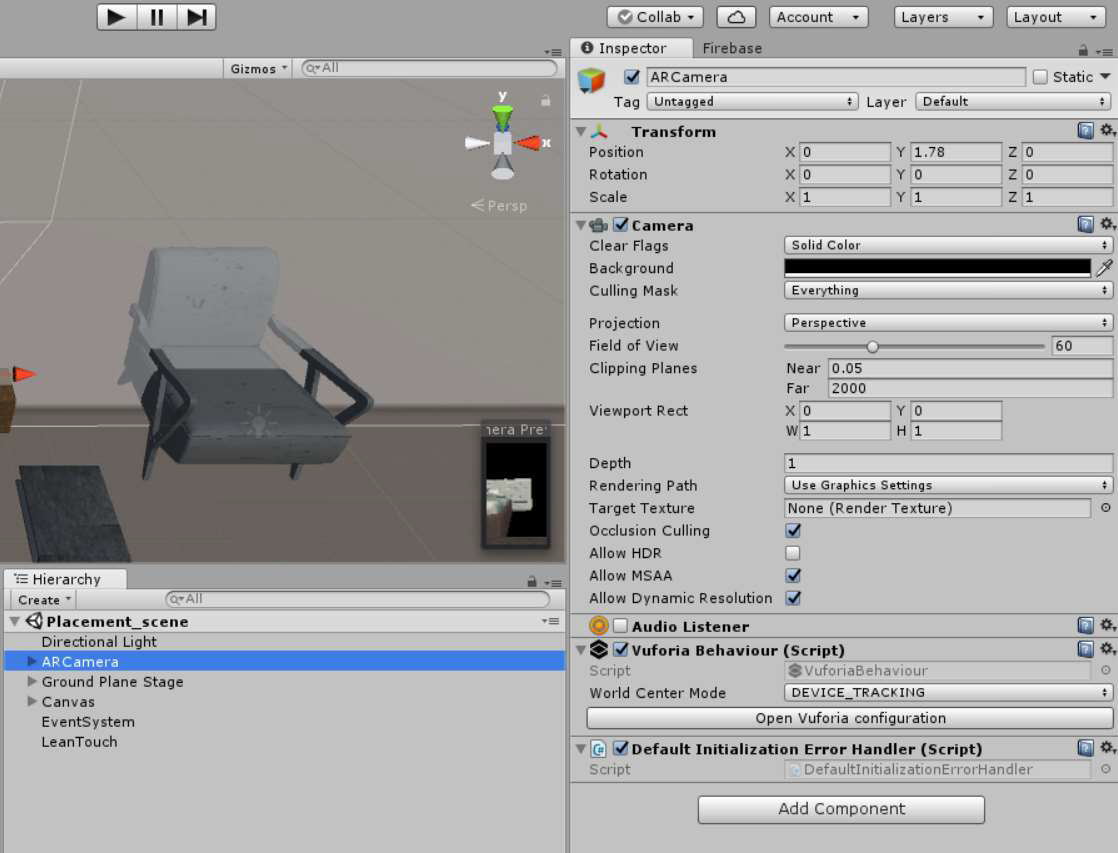 Collab
Account
Layers
Layout
Gizmos
All
y
x
Persp
nera Pre
Hierarchy
Create
All
Placement_scene
Directional Light
ARCamera
Ground Plane Stage
Canvas
EventSystem
LeanTouch
Inspector
Firebase
ARCamera
Static
Tag Untagged Layer Default
Transform
Position X 0 Y 1.78 Z 0
Rotation X 0 Y 0 Z 0
Scale X 1 Y 1 Z 1
Camera
Clear Flags Solid Color
Background
Culling Mask Everything
Projection Perspective
Field of View 60
Clipping Planes Near 0.05
Far 2000
Viewport Rect X 0 Y 0
W 1 H 1
Depth 1
Rendering Path Use Graphics Settings
Target Texture None (Render Texture)
Occlusion Culling
Allow HDR
Allow MSAA
Allow Dynamic Resolution
Audio Listener
Vuforia Behaviour (Script)
Script VuforiaBehaviour
World Center Mode DEVICE_TRACKING
Open Vuforia configuration
Default Initialization Error Handler (Script)
Script DefaultInitializationErrorHandler
Add Component